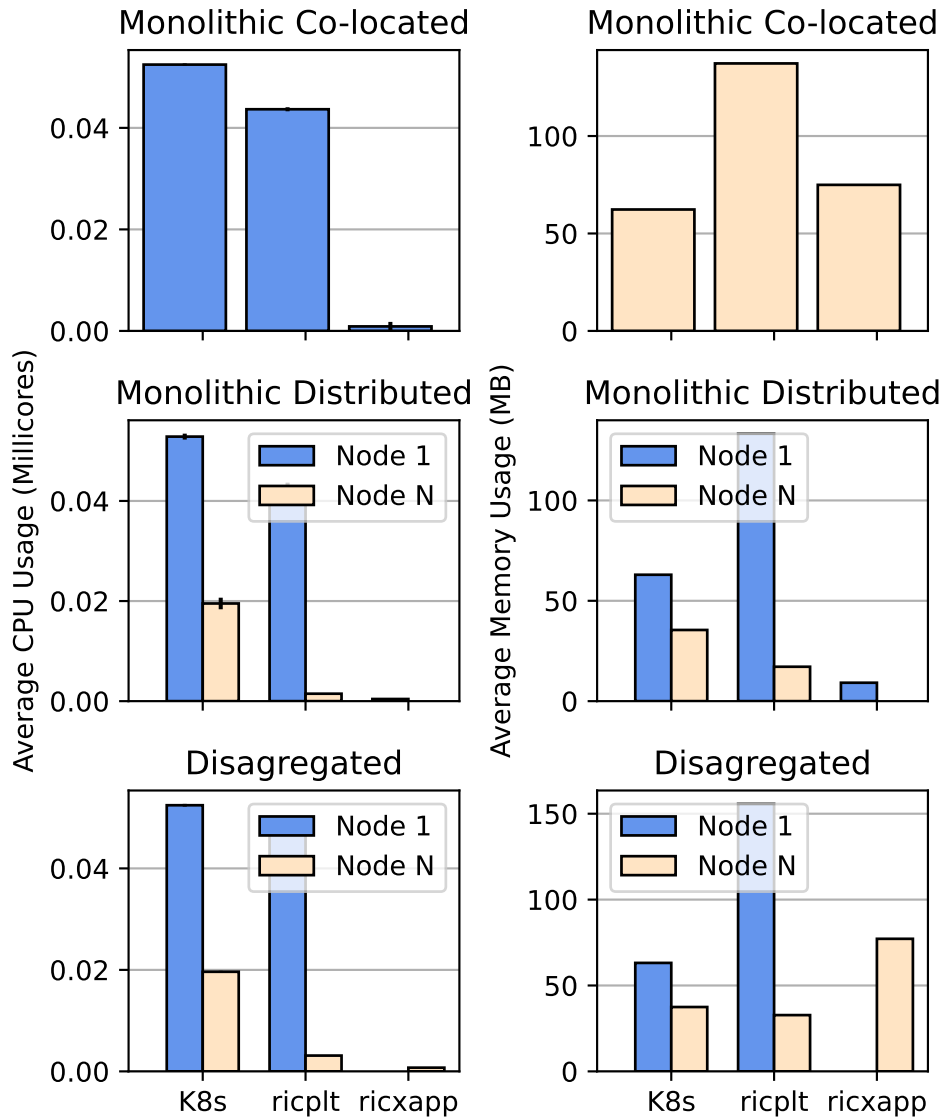 Monolithic Co-located
Monolithic Co-located
0.04
0.02
0.00
100
50
0
Average CPU Usage (Millicores)
Average Memory Usage (MB)
Monolithic Distributed
Monolithic Distributed
0.04
0.02
0.00
Node 1
Node N
100
50
0
Node 1
Node N
Disagregated
Disagregated
0.04
0.02
0.00
Node 1
Node N
150
100
50
0
Node 1
Node N
K8s ricplt ricxapp
K8s ricplt ricxapp